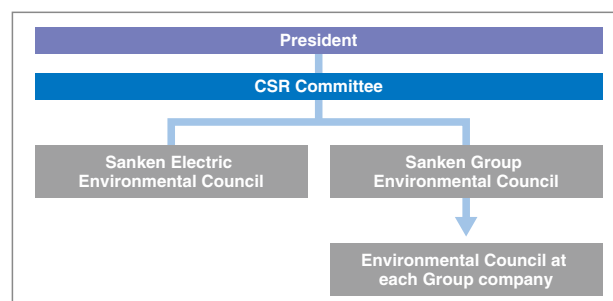 President
CSR Committee
Sanken Electric
Environmental Council
Sanken Group
Environmental Council
Environmental Council at
each Group company